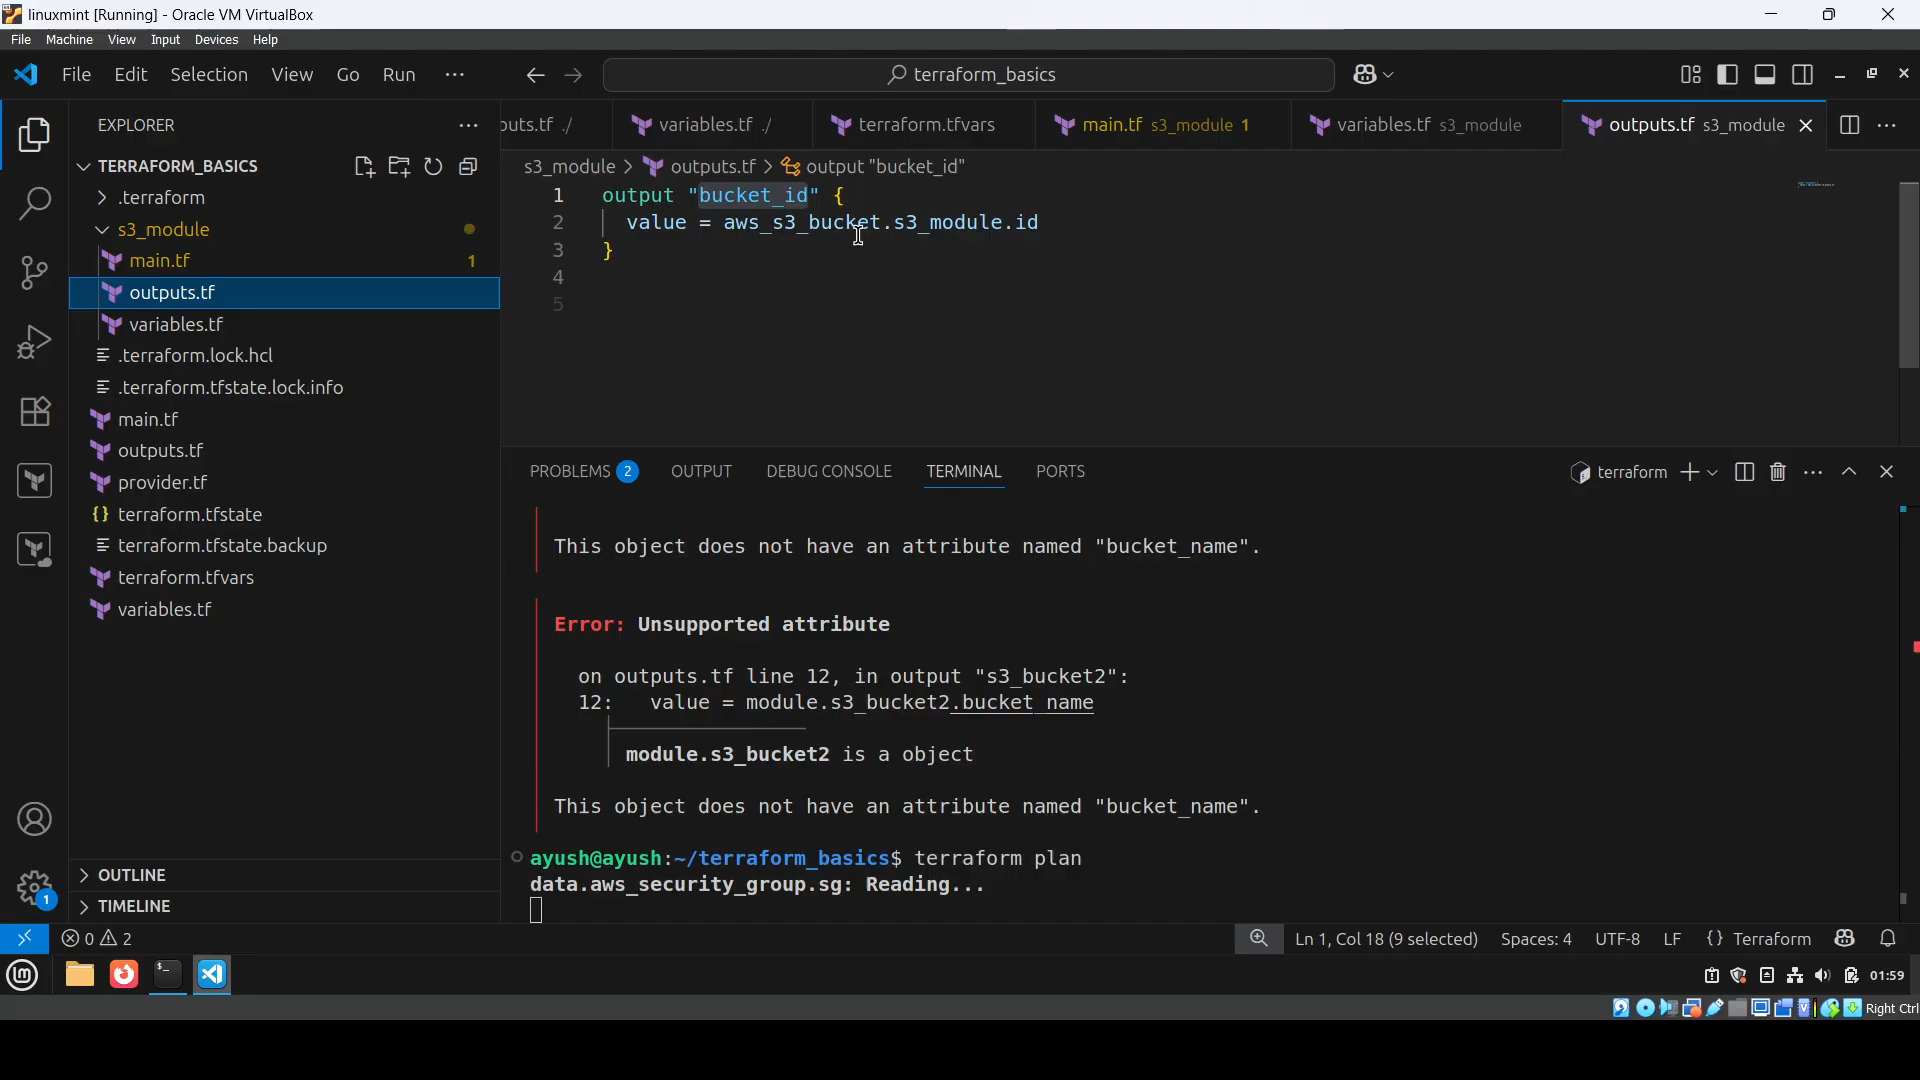 linuxmint [Running] - Oracle VM VirtualBox
File Machine View Input Devices Help
File Edit Selection View Go Run ···
terraform_basics
EXPLORER
TERRAFORM_BASICS
.terraform
s3_module
main.tf 1
outputs.tf
variables.tf
.terraform.lock.hcl
.terraform.tfstate.lock.info
main.tf
outputs.tf
provider.tf
terraform.tfstate
terraform.tfstate.backup
terraform.tfvars
variables.tf
OUTLINE
TIMELINE
1
puts.tf ./
variables.tf ./
terraform.tfvars
main.tf s3_module 1
variables.tf s3_module
outputs.tf s3_module
s3_module > outputs.tf > output "bucket_id"
1 output "bucket_id" {
2 value = aws_s3_bucket.s3_module.id
3 }
4
5
PROBLEMS 2 OUTPUT DEBUG CONSOLE TERMINAL PORTS
terraform
This object does not have an attribute named "bucket_name".
Error: Unsupported attribute
on outputs.tf line 12, in output "s3_bucket2":
12: value = module.s3_bucket2.bucket_name
module.s3_bucket2 is a object
This object does not have an attribute named "bucket_name".
ayush@ayush:~/terraform_basics$ terraform plan
data.aws_security_group.sg: Reading...
0 2
Ln 1, Col 18 (9 selected) Spaces: 4 UTF-8 LF {} Terraform
01:59
Right Ctrl